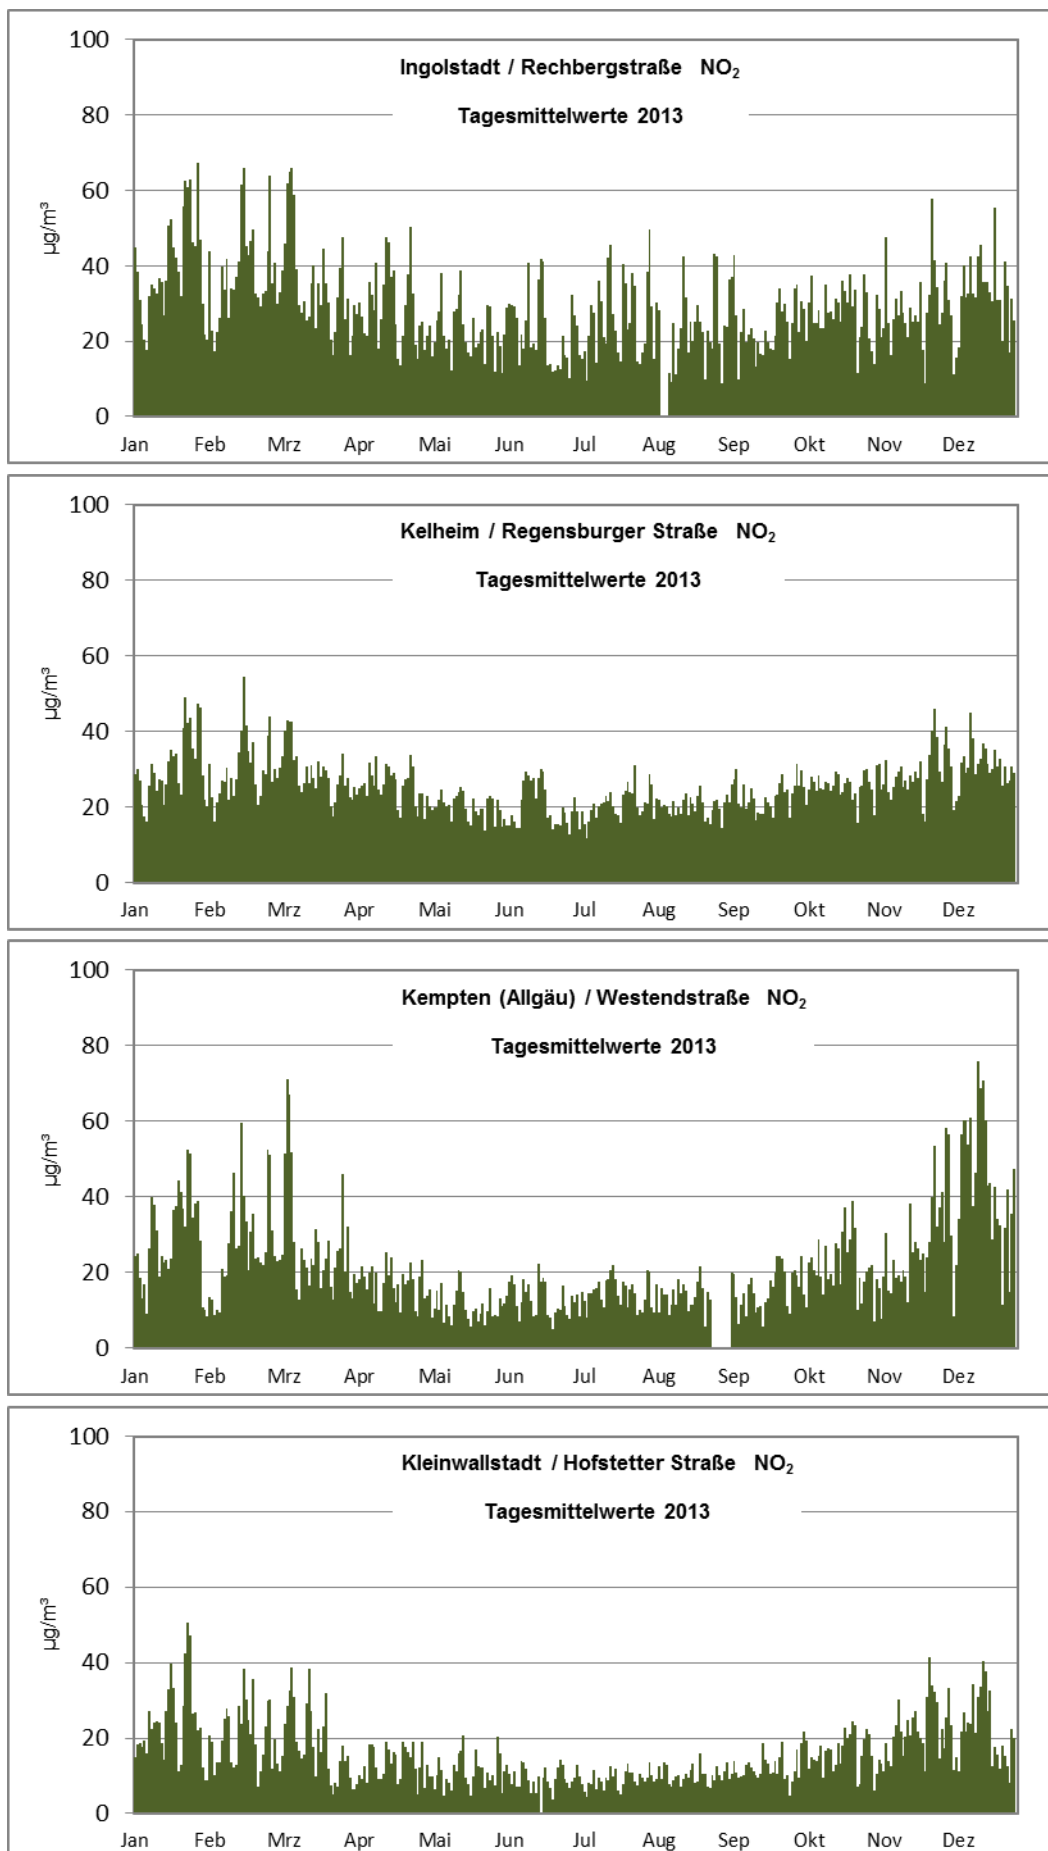 Ingolstadt / Rechbergstraße NO₂
Tagesmittelwerte 2013
µg/m³
100
80
60
40
20
0
Jan Feb Mrz Apr Mai Jun Jul Aug Sep Okt Nov Dez
Kelheim / Regensburger Straße NO₂
Tagesmittelwerte 2013
µg/m³
100
80
60
40
20
0
Jan Feb Mrz Apr Mai Jun Jul Aug Sep Okt Nov Dez
Kempten (Allgäu) / Westendstraße NO₂
Tagesmittelwerte 2013
µg/m³
100
80
60
40
20
0
Jan Feb Mrz Apr Mai Jun Jul Aug Sep Okt Nov Dez
Kleinwallstadt / Hofstetter Straße NO₂
Tagesmittelwerte 2013
µg/m³
100
80
60
40
20
0
Jan Feb Mrz Apr Mai Jun Jul Aug Sep Okt Nov Dez